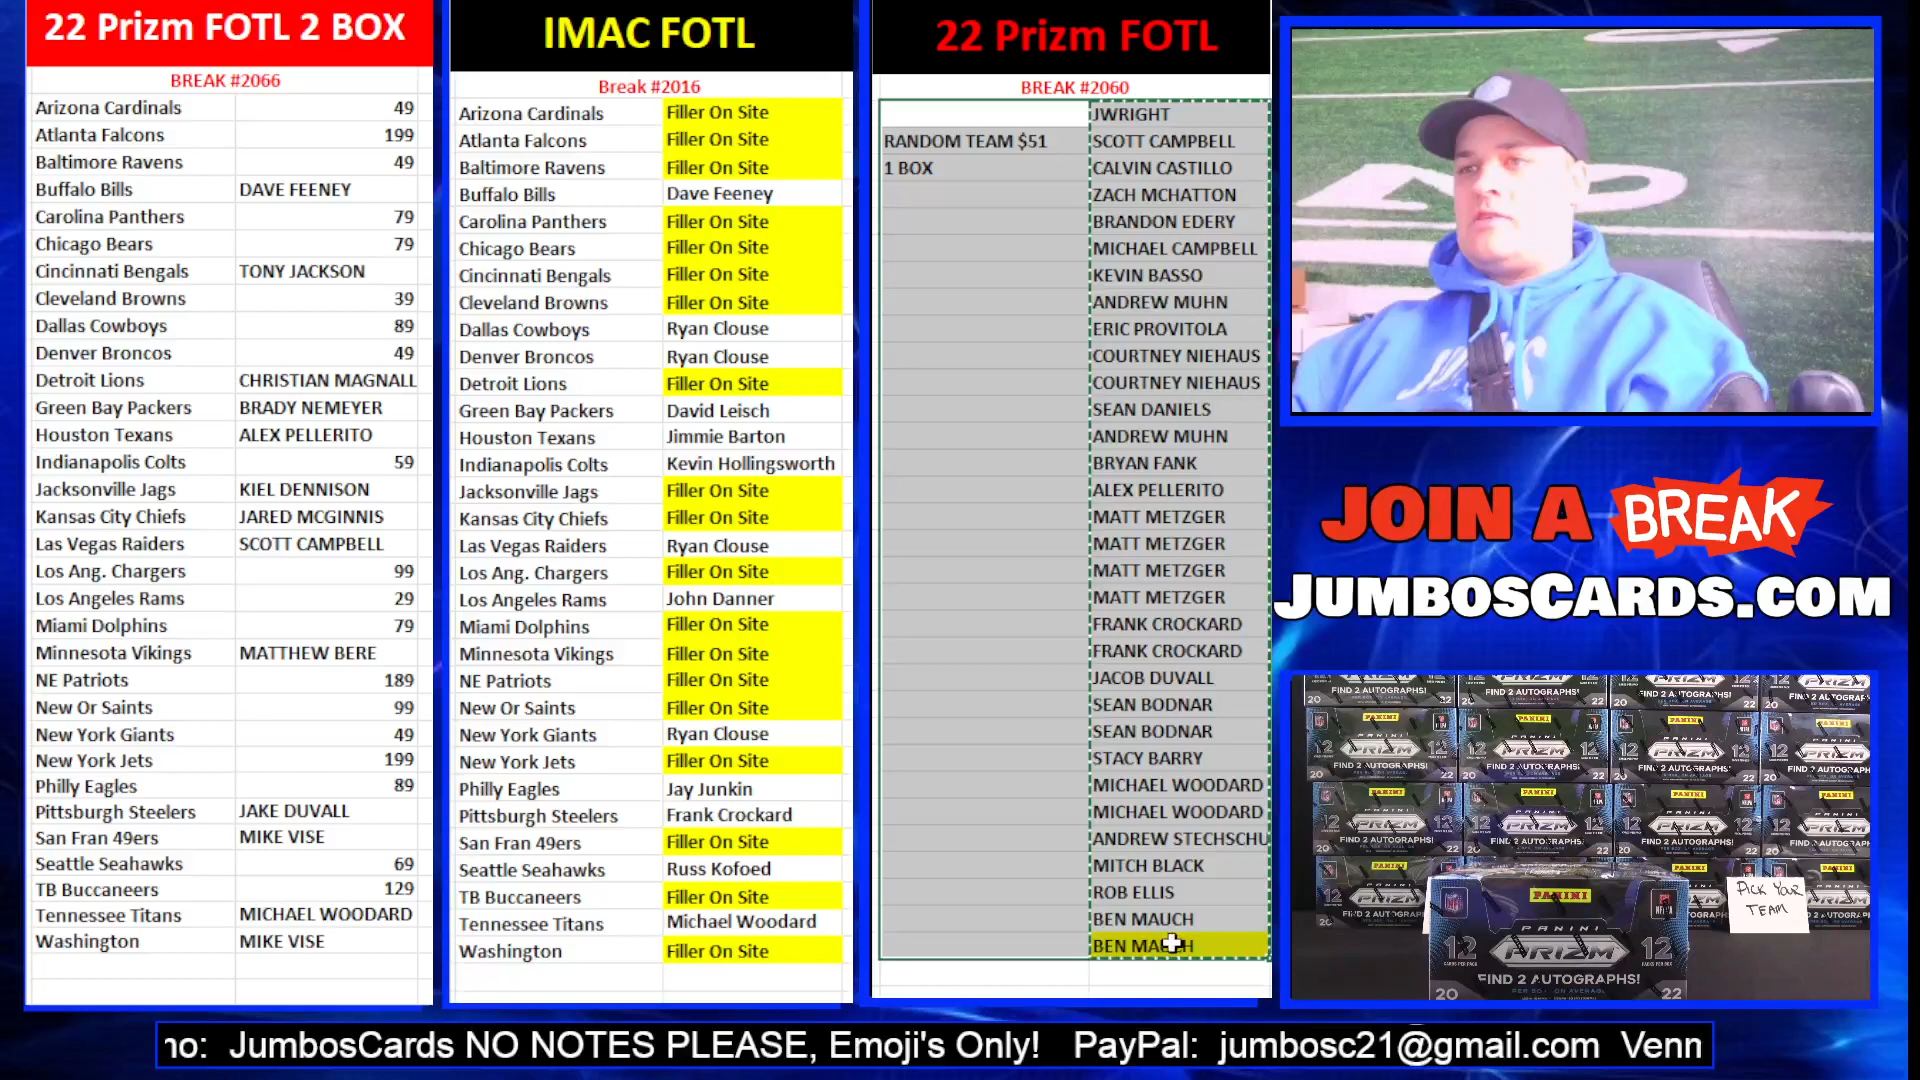 22 Prizm FOTL 2 BOX
BREAK #2066
Arizona Cardinals 49
Atlanta Falcons 199
Baltimore Ravens 49
Buffalo Bills DAVE FEENEY
Carolina Panthers 79
Chicago Bears 79
Cincinnati Bengals TONY JACKSON
Cleveland Browns 39
Dallas Cowboys 89
Denver Broncos 49
Detroit Lions CHRISTIAN MAGNALL
Green Bay Packers BRADY NEMEYER
Houston Texans ALEX PELLERITO
Indianapolis Colts 59
Jacksonville Jags KIEL DENNISON
Kansas City Chiefs JARED MCGINNIS
Las Vegas Raiders SCOTT CAMPBELL
Los Ang. Chargers 99
Los Angeles Rams 29
Miami Dolphins 79
Minnesota Vikings MATTHEW BERE
NE Patriots 189
New Or Saints 99
New York Giants 49
New York Jets 199
Philly Eagles 89
Pittsburgh Steelers JAKE DUVALL
San Fran 49ers MIKE VISE
Seattle Seahawks 69
TB Buccaneers 129
Tennessee Titans MICHAEL WOODARD
Washington MIKE VISE
IMAC FOTL
Break #2016
Arizona Cardinals Filler On Site
Atlanta Falcons Filler On Site
Baltimore Ravens Filler On Site
Buffalo Bills Dave Feeney
Carolina Panthers Filler On Site
Chicago Bears Filler On Site
Cincinnati Bengals Filler On Site
Cleveland Browns Filler On Site
Dallas Cowboys Ryan Clouse
Denver Broncos Ryan Clouse
Detroit Lions Filler On Site
Green Bay Packers David Leisch
Houston Texans Jimmie Barton
Indianapolis Colts Kevin Hollingsworth
Jacksonville Jags Filler On Site
Kansas City Chiefs Filler On Site
Las Vegas Raiders Ryan Clouse
Los Ang. Chargers Filler On Site
Los Angeles Rams John Danner
Miami Dolphins Filler On Site
Minnesota Vikings Filler On Site
NE Patriots Filler On Site
New Or Saints Filler On Site
New York Giants Ryan Clouse
New York Jets Filler On Site
Philly Eagles Jay Junkin
Pittsburgh Steelers Frank Crockard
San Fran 49ers Filler On Site
Seattle Seahawks Russ Kofoed
TB Buccaneers Filler On Site
Tennessee Titans Michael Woodard
Washington Filler On Site
22 Prizm FOTL
BREAK #2060
JWRIGHT
RANDOM TEAM $51 SCOTT CAMPBELL
1 BOX CALVIN CASTILLO
ZACH MCHATTON
BRANDON EDERY
MICHAEL CAMPBELL
KEVIN BASSO
ANDREW MUHN
ERIC PROVITOLA
COURTNEY NIEHAUS
COURTNEY NIEHAUS
SEAN DANIELS
ANDREW MUHN
BRYAN FANK
ALEX PELLERITO
MATT METZGER
MATT METZGER
MATT METZGER
MATT METZGER
FRANK CROCKARD
FRANK CROCKARD
JACOB DUVALL
SEAN BODNAR
SEAN BODNAR
STACY BARRY
MICHAEL WOODARD
MICHAEL WOODARD
ANDREW STECHSCHU
MITCH BLACK
ROB ELLIS
BEN MAUCH
BEN MAUCH
JOIN A BREAK
JUMBOSCARDS.COM
PICK YOUR
TEAM
PANINI
PANINI
PRIZM
12 12
FIND 2 AUTOGRAPHS!
20 22
no: JumbosCards NO NOTES PLEASE, Emoji's Only! PayPal: jumbosc21@gmail.com Venn